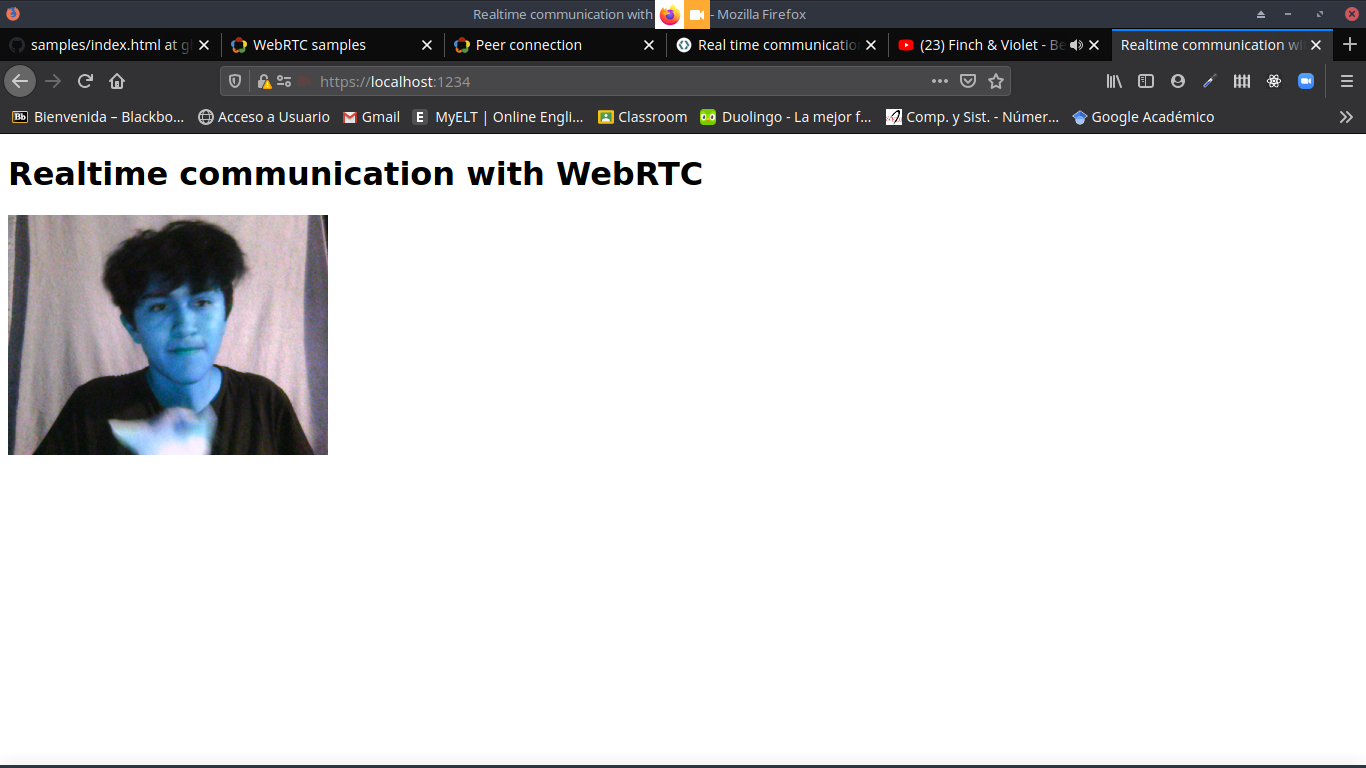 Realtime communication with - Mozilla Firefox
samples/index.html at g
WebRTC samples
Peer connection
Real time communication
(23) Finch & Violet - Be
Realtime communication wi
https://localhost:1234
Bb Bienvenida – Blackbo...
Acceso a Usuario
Gmail
E MyELT | Online Engli...
Classroom
Duolingo - La mejor f...
Comp. y Sist. - Númer...
Google Académico
Realtime communication with WebRTC